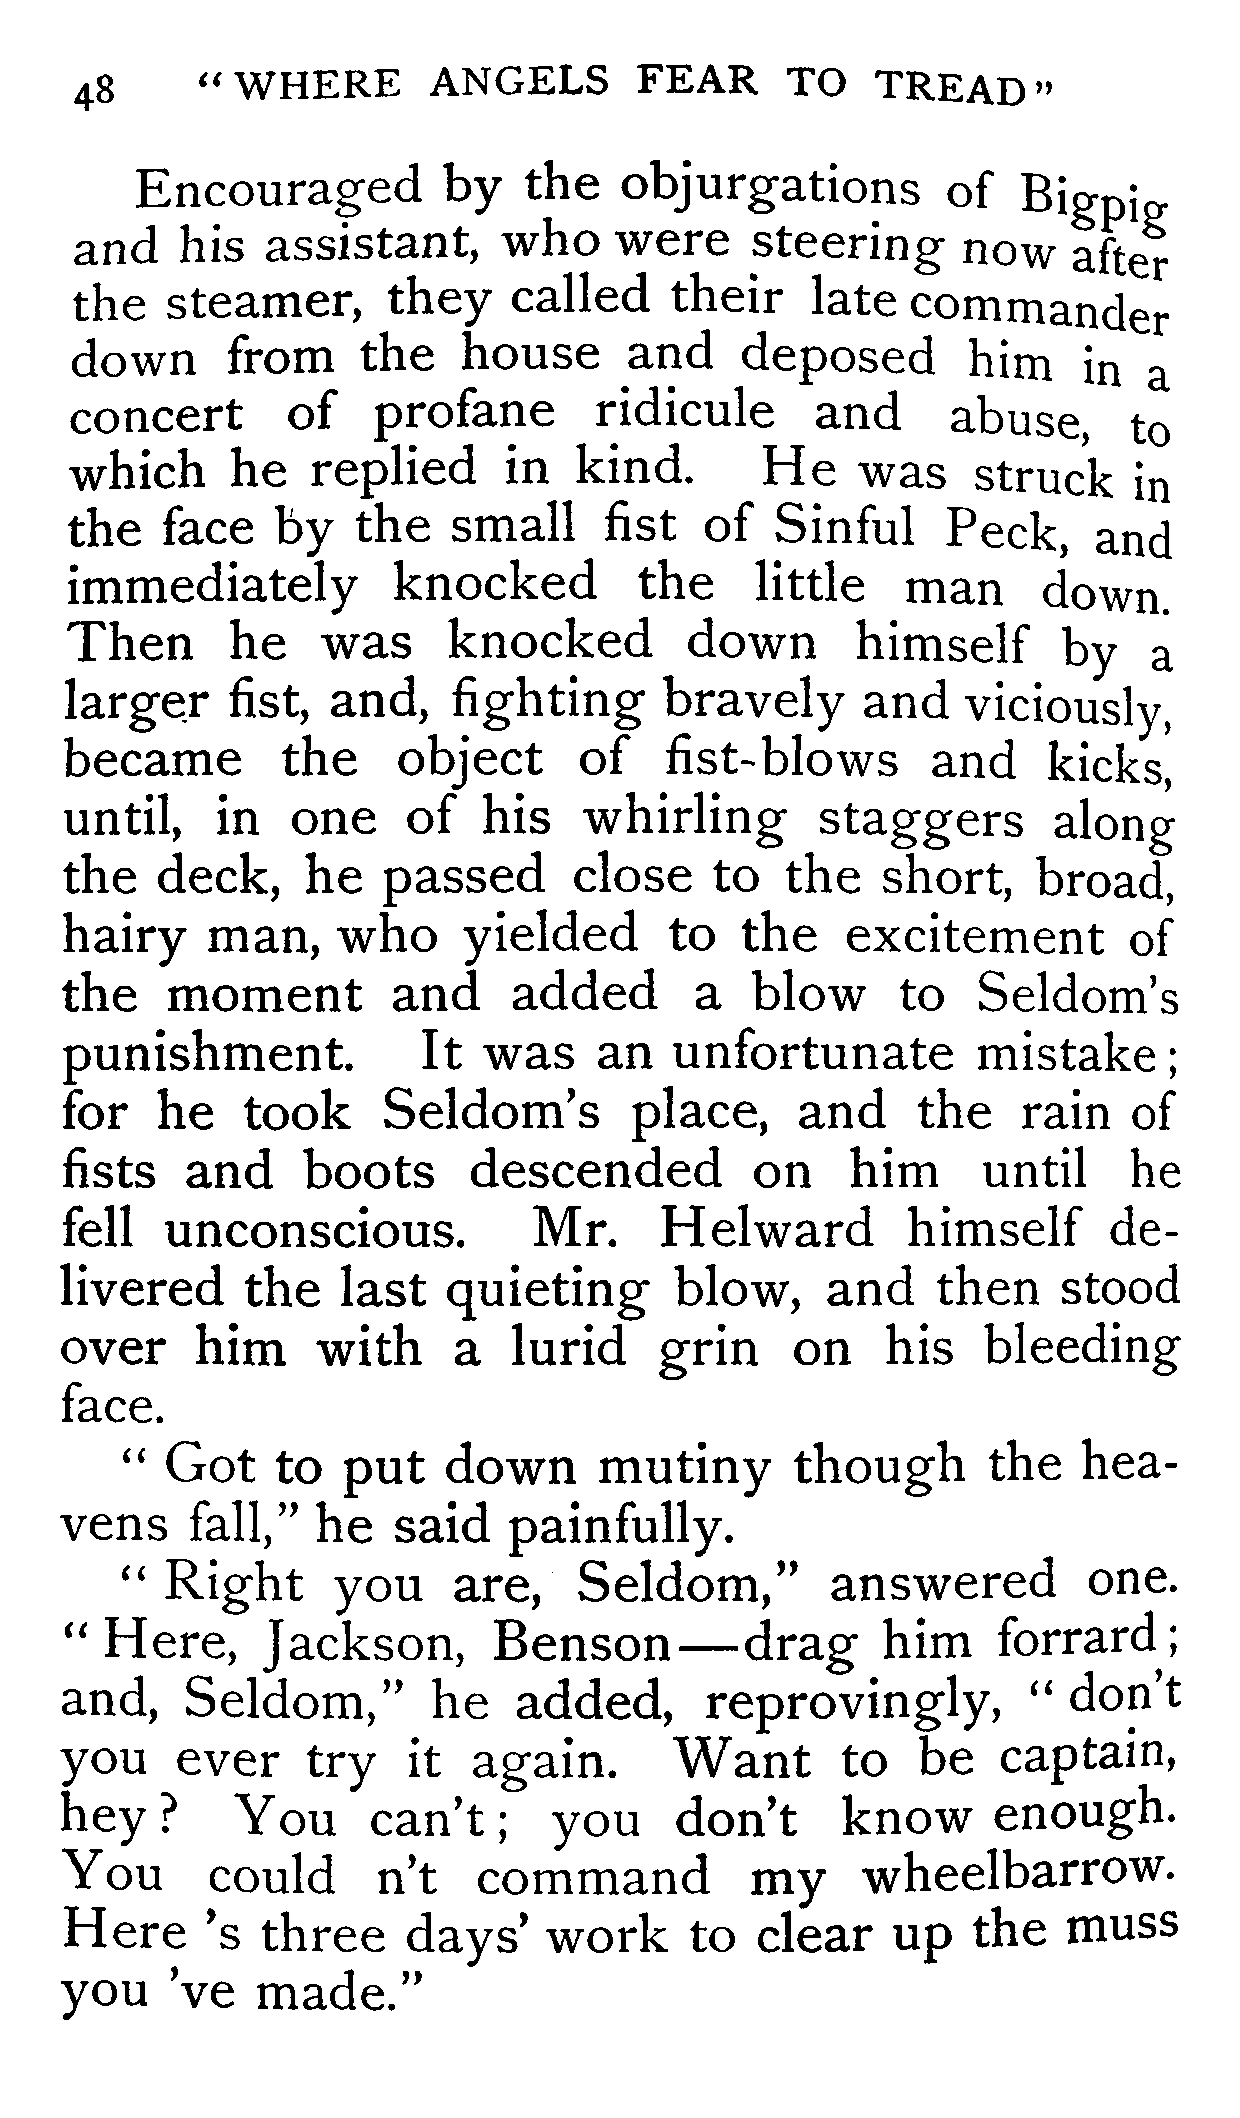 48 "WHERE ANGELS FEAR TO TREAD"
Encouraged by the objurgations of Bigpig
and his assistant, who were steering now after
the steamer, they called their late commander
down from the house and deposed him in a
concert of profane ridicule and abuse, to
which he replied in kind. He was struck in
the face by the small fist of Sinful Peck, and
immediately knocked the little man down.
Then he was knocked down himself by a
larger fist, and, fighting bravely and viciously,
became the object of fist-blows and kicks,
until, in one of his whirling staggers along
the deck, he passed close to the short, broad,
hairy man, who yielded to the excitement of
the moment and added a blow to Seldom's
punishment. It was an unfortunate mistake;
for he took Seldom's place, and the rain of
fists and boots descended on him until he
fell unconscious. Mr. Helward himself de-
livered the last quieting blow, and then stood
over him with a lurid grin on his bleeding
face.
"Got to put down mutiny though the hea-
vens fall," he said painfully.
"Right you are, Seldom," answered one.
"Here, Jackson, Benson—drag him forrard;
and, Seldom," he added, reprovingly, "don't
you ever try it again. Want to be captain,
hey? You can't; you don't know enough.
You could n't command my wheelbarrow.
Here 's three days' work to clear up the muss
you 've made."